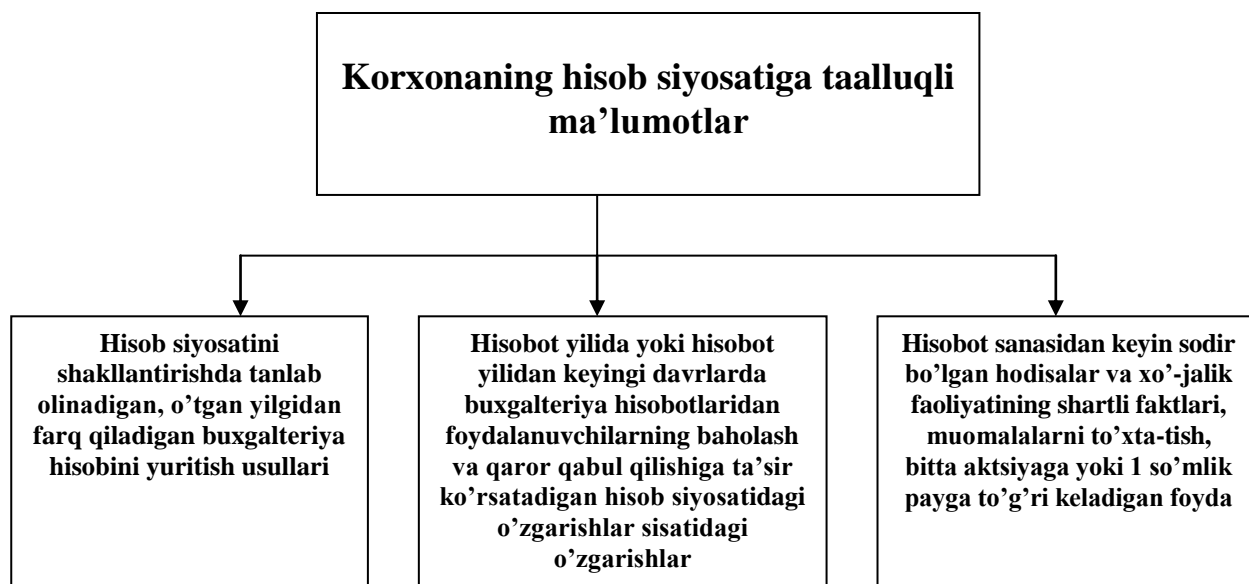 Korxonaning hisob siyosatiga taalluqli
ma’lumotlar
Hisob siyosatini
shakllantirishda tanlab
olinadigan, o’tgan yilgidan
farq qiladigan buxgalteriya
hisobini yuritish usullari
Hisobot yilida yoki hisobot
yilidan keyingi davrlarda
buxgalteriya hisobotlaridan
foydalanuvchilarning baholash
va qaror qabul qilishiga ta’sir
ko’rsatadigan hisob siyosatidagi
o’zgarishlar sisatidagi
o’zgarishlar
Hisobot sanasidan keyin sodir
bo’lgan hodisalar va xo’-jalik
faoliyatining shartli faktlari,
muomalalarni to’xta-tish,
bitta aktsiyaga yoki 1 so’mlik
payga to’g’ri keladigan foyda